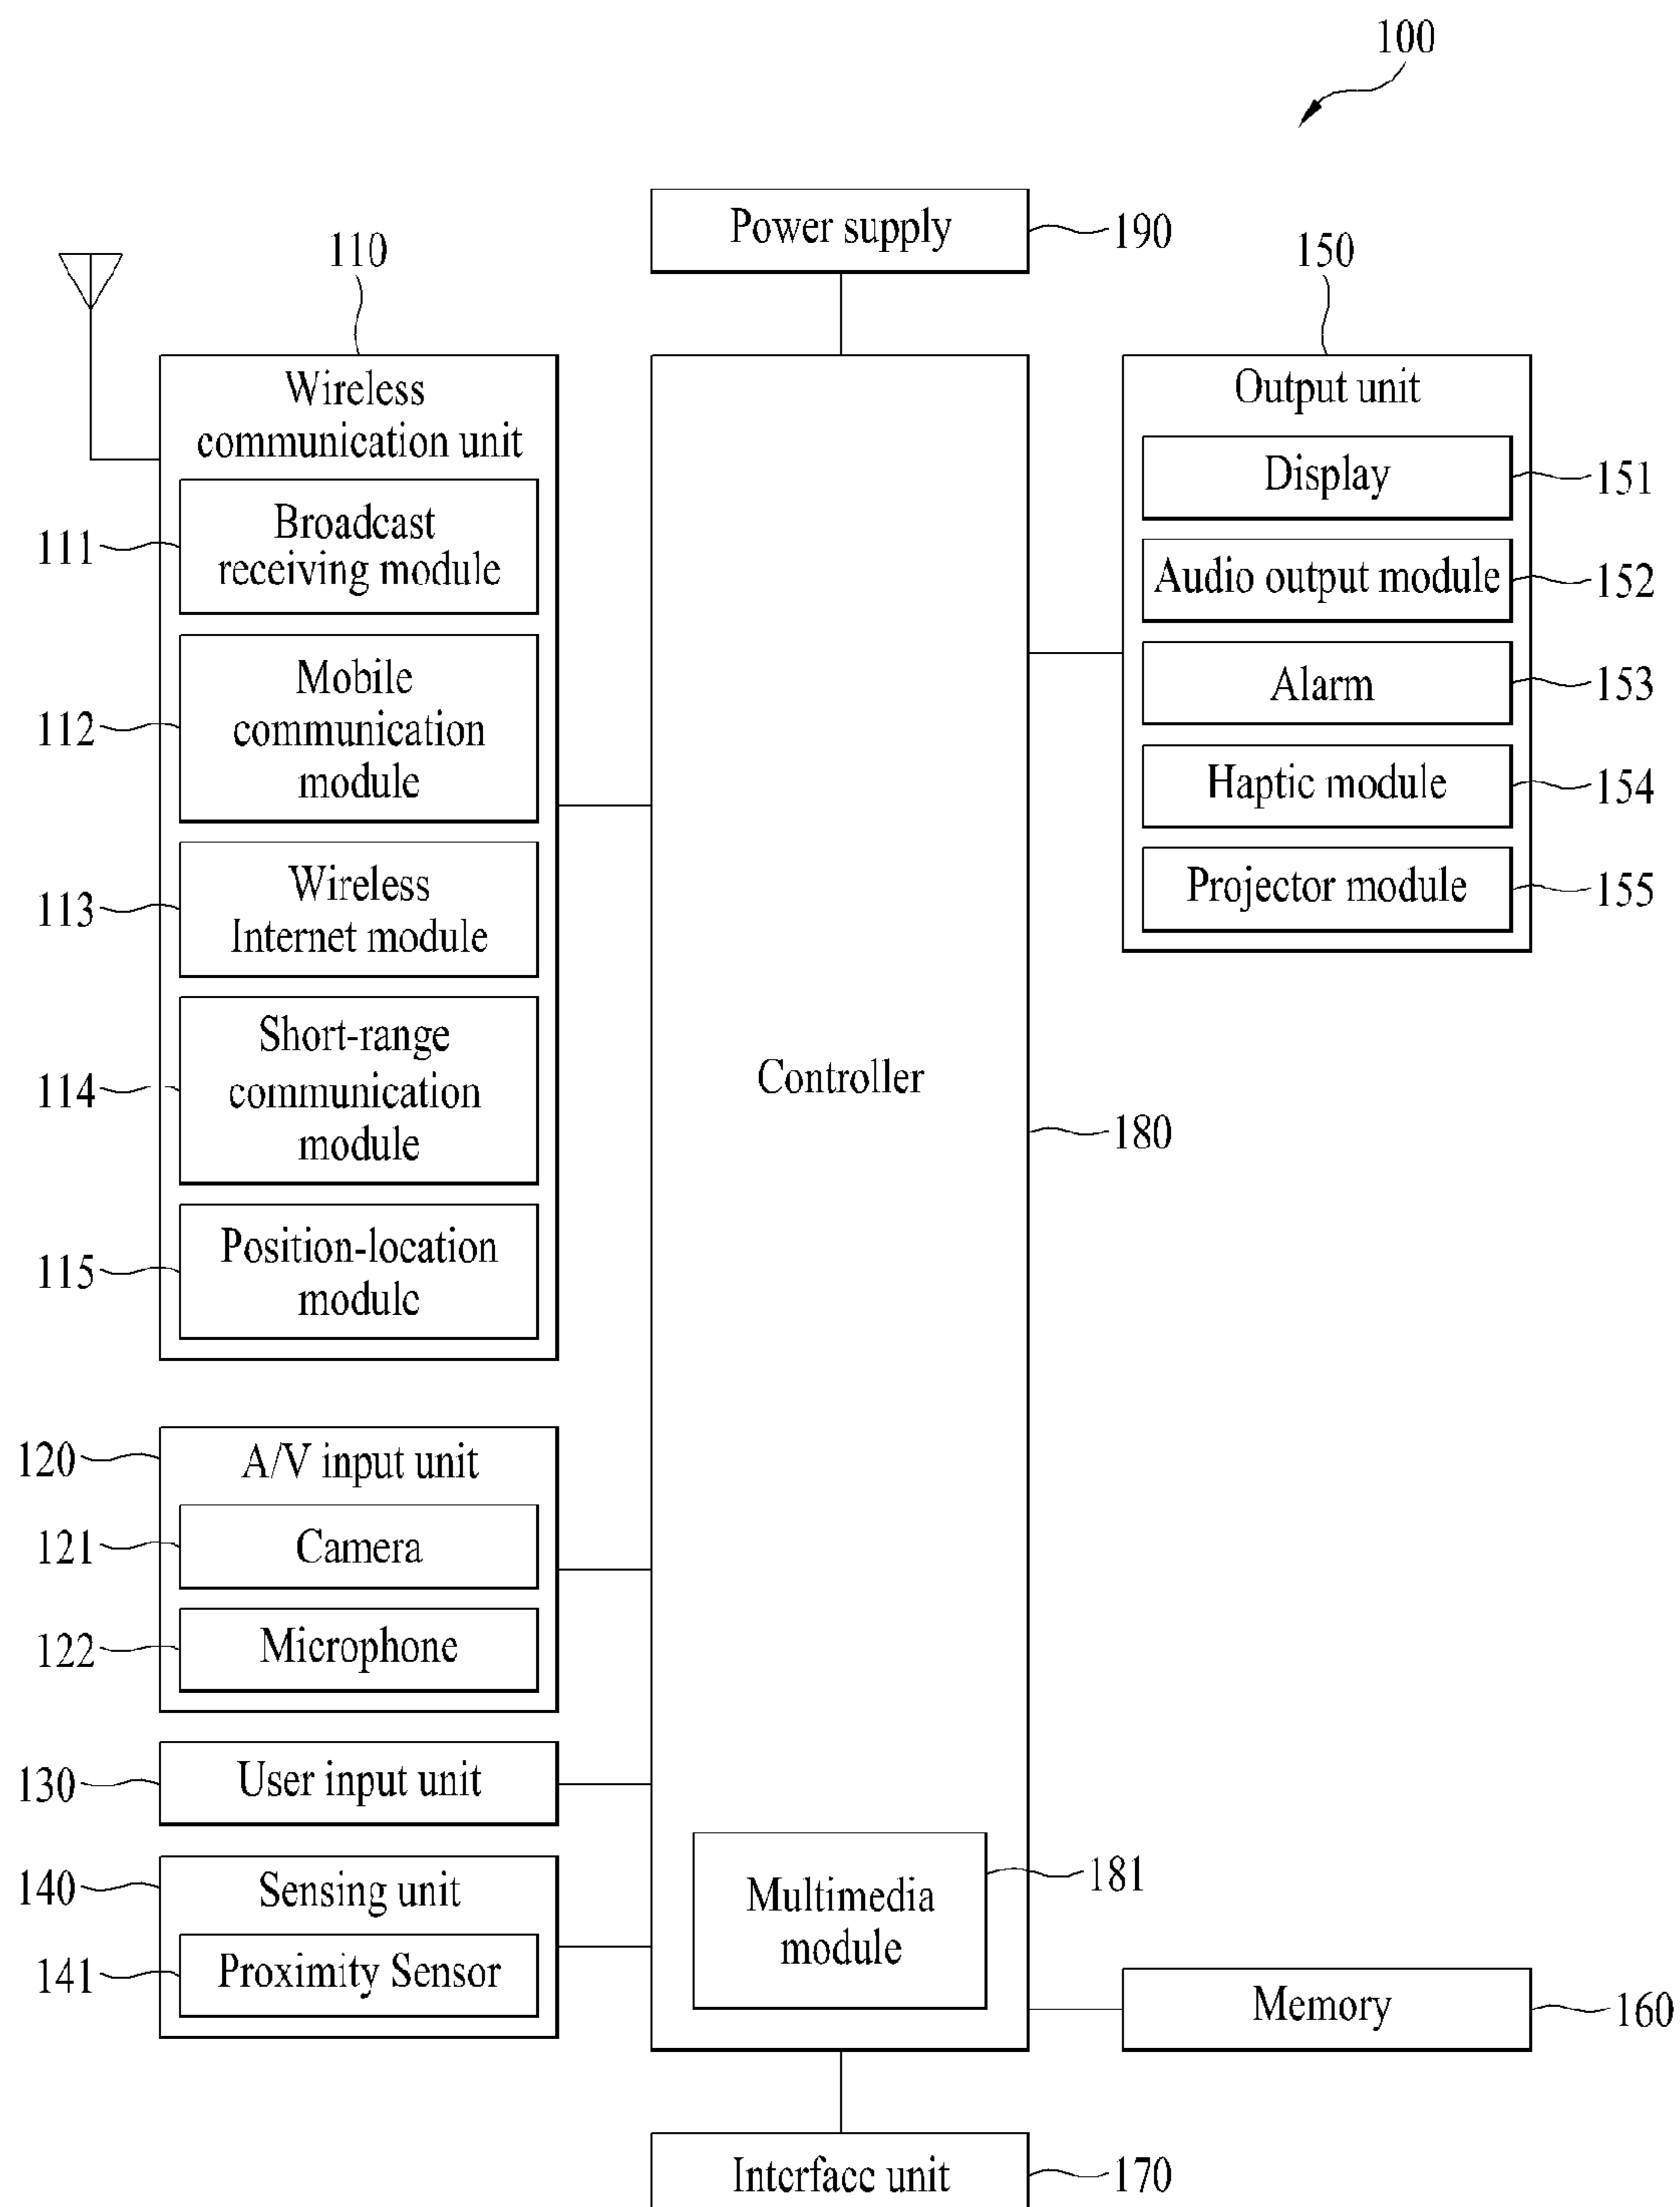 100
Power supply
190
110
150
Wireless
communication unit
111
Broadcast
receiving module
112
Mobile
communication
module
113
Wireless
Internet module
114
Short-range
communication
module
115
Position-location
module
Output unit
Display
151
Audio output module
152
Alarm
153
Haptic module
154
Projector module
155
Controller
180
120
A/V input unit
121
Camera
122
Microphone
130
User input unit
140
Sensing unit
141
Proximity Sensor
Multimedia
module
181
Memory
160
Interface unit
170